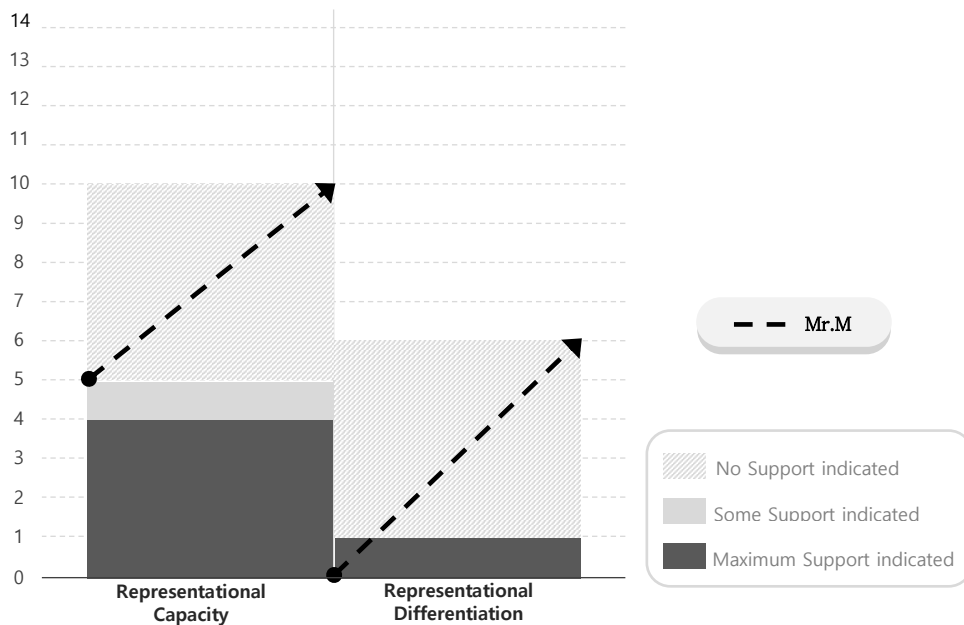 14
13
12
11
10
9
8
7
6
5
4
3
2
1
0
Representational
Capacity
Representational
Differentiation
Mr.M
No Support indicated
Some Support indicated
Maximum Support indicated